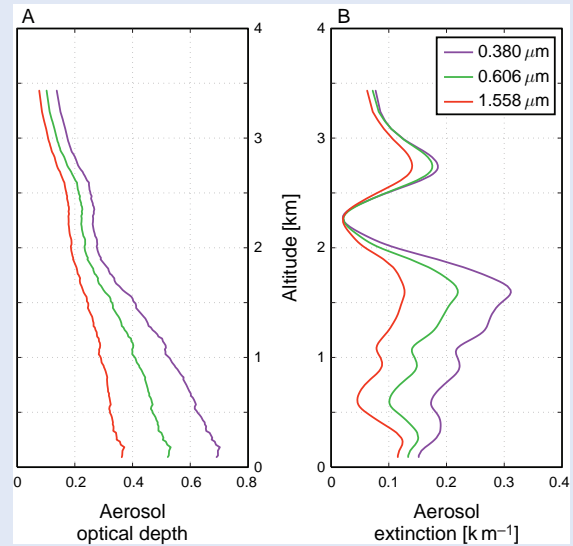 A
B
4
3
2
1
0
0
0.2
0.4
0.6
0.8
Aerosol
optical depth
Altitude [km]
4
3
2
1
0
0
0.1
0.2
0.3
0.4
Aerosol
extinction [k m⁻¹]
0.380 μm
0.606 μm
1.558 μm